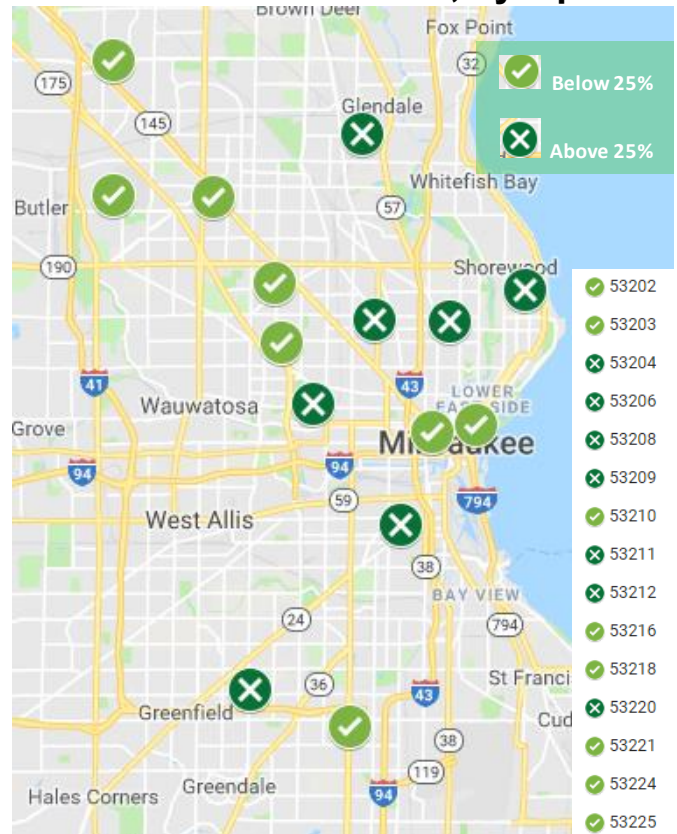 Brown Deer
Fox Point
175
32
Below 25%
Glendale
145
Above 25%
Whitefish Bay
Butler
57
190
Shorewood
53202
53203
41
43
53204
LOWER
EAST SIDE
Wauwatosa
53206
Grove
Milwaukee
53208
94
94
53209
59
794
West Allis
53210
53211
38
BAY VIEW
53212
24
794
53216
St Franci
53218
36
43
Greenfield
53220
Cud
38
53221
119
Greendale
94
53224
Hales Corners
53225